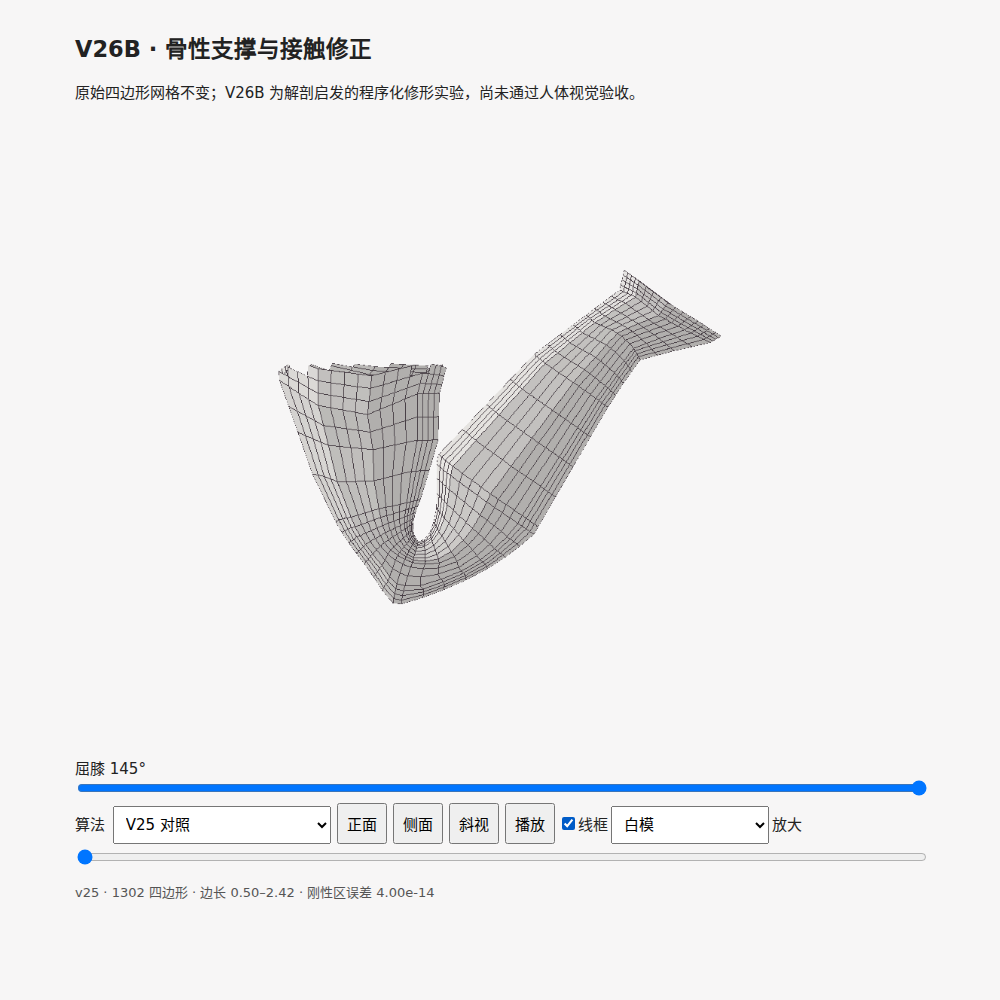 V26B · 骨性支撑与接触修正
原始四边形网格不变；V26B 为解剖启发的程序化修形实验，尚未通过人体视觉验收。
屈膝 145°
算法 V25 对照 正面 侧面 斜视 播放 线框 白模 放大
v25 · 1302 四边形 · 边长 0.50–2.42 · 刚性区误差 4.00e-14